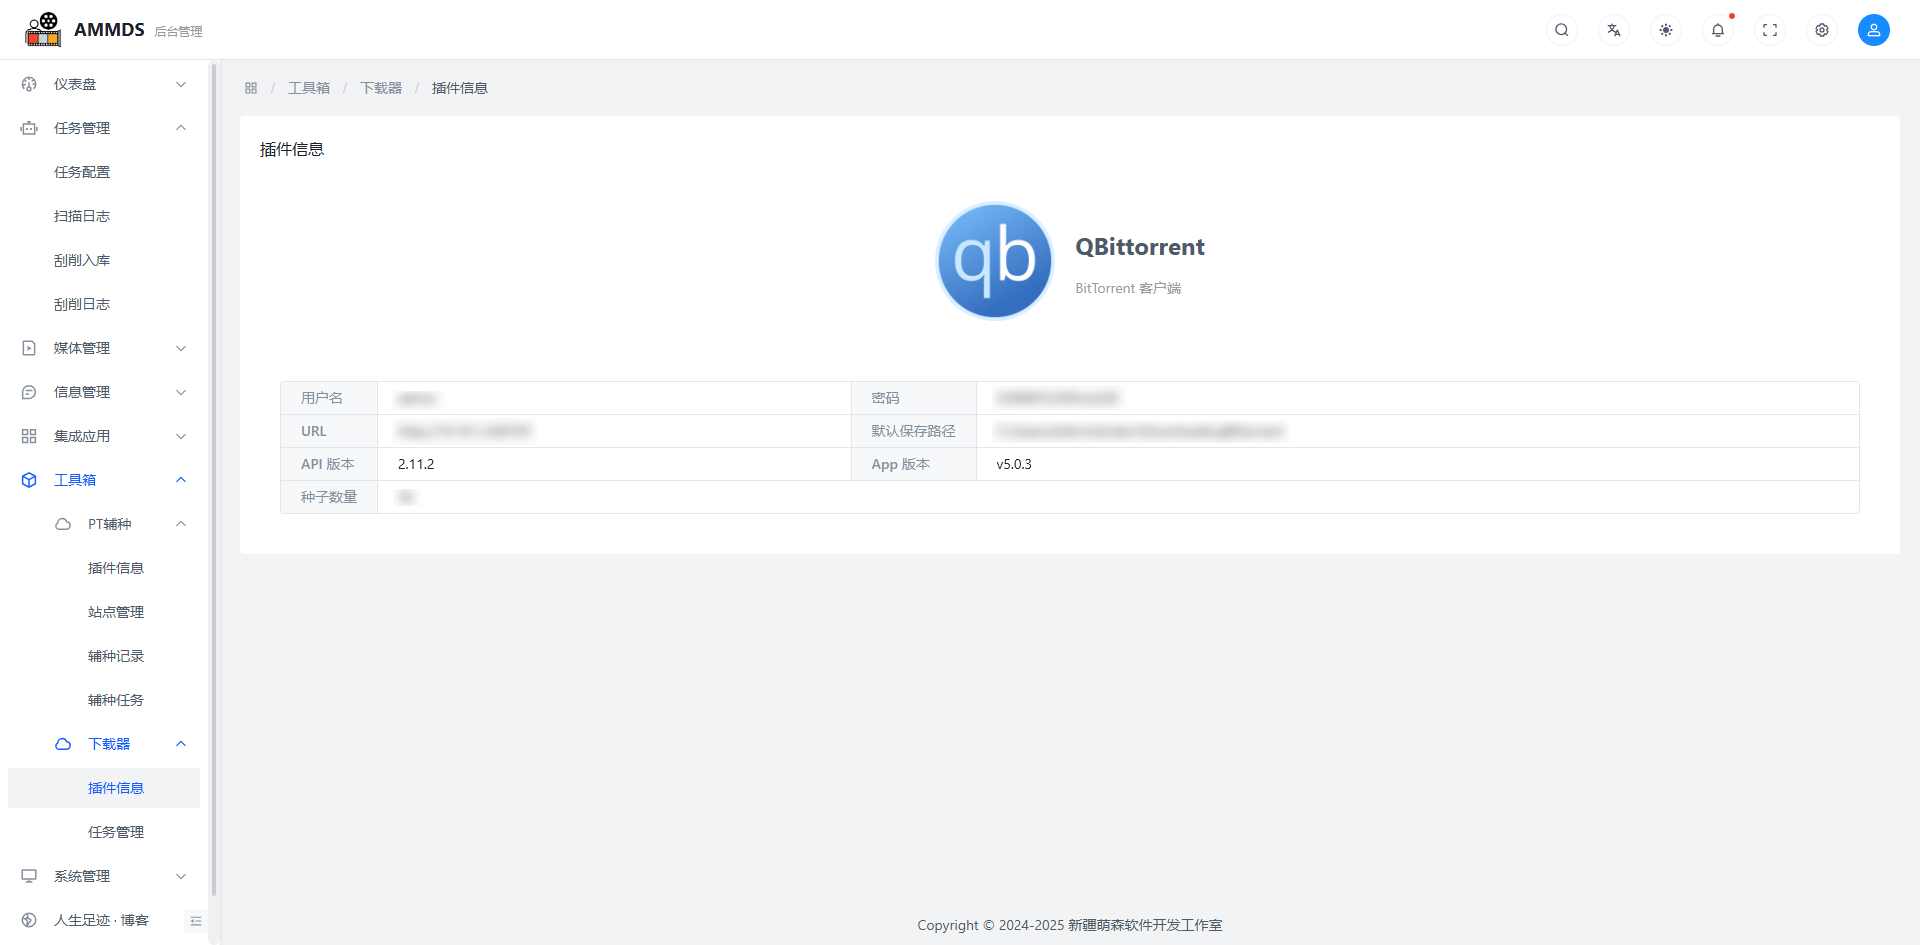 AMMDS 后台管理
仪表盘
任务管理
任务配置
扫描日志
刮削入库
刮削日志
媒体管理
信息管理
集成应用
工具箱
PT辅种
插件信息
站点管理
辅种记录
辅种任务
下载器
插件信息
任务管理
系统管理
人生足迹 · 博客
/ 工具箱 / 下载器 / 插件信息
插件信息
qb
QBittorrent
BitTorrent 客户端
用户名 密码
URL 默认保存路径
API 版本 2.11.2 App 版本 v5.0.3
种子数量
Copyright © 2024-2025 新疆萌森软件开发工作室